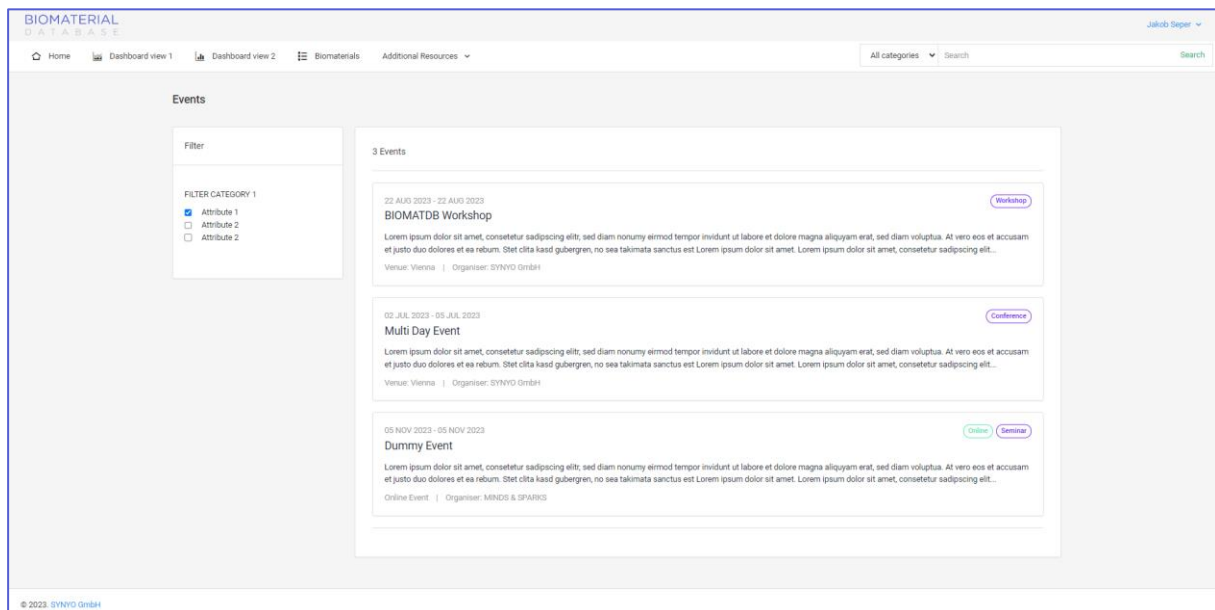 BIOMATERIAL
DATABASE
Jakob Seper
Home
Dashboard view 1
Dashboard view 2
Biomaterials
Additional Resources
All categories
Search
Search
Events
Filter
FILTER CATEGORY 1
Attribute 1
Attribute 2
Attribute 2
3 Events
22 AUG 2023 - 22 AUG 2023
Workshop
BIOMATDB Workshop
Lorem ipsum dolor sit amet, consetetur sadipscing elitr, sed diam nonumy eirmod tempor invidunt ut labore et dolore magna aliquyam erat, sed diam voluptua. At vero eos et accusam
et justo duo dolores et ea rebum. Stet clita kasd gubergren, no sea takimata sanctus est Lorem ipsum dolor sit amet. Lorem ipsum dolor sit amet, consetetur sadipscing elit...
Venue: Vienna | Organiser: SYNYO GmbH
02 JUL 2023 - 05 JUL 2023
Conference
Multi Day Event
Lorem ipsum dolor sit amet, consetetur sadipscing elitr, sed diam nonumy eirmod tempor invidunt ut labore et dolore magna aliquyam erat, sed diam voluptua. At vero eos et accusam
et justo duo dolores et ea rebum. Stet clita kasd gubergren, no sea takimata sanctus est Lorem ipsum dolor sit amet. Lorem ipsum dolor sit amet, consetetur sadipscing elit...
Venue: Vienna | Organiser: SYNYO GmbH
05 NOV 2023 - 05 NOV 2023
Online
Seminar
Dummy Event
Lorem ipsum dolor sit amet, consetetur sadipscing elitr, sed diam nonumy eirmod tempor invidunt ut labore et dolore magna aliquyam erat, sed diam voluptua. At vero eos et accusam
et justo duo dolores et ea rebum. Stet clita kasd gubergren, no sea takimata sanctus est Lorem ipsum dolor sit amet. Lorem ipsum dolor sit amet, consetetur sadipscing elit...
Online Event | Organiser: MINDS & SPARKS
© 2023. SYNYO GmbH